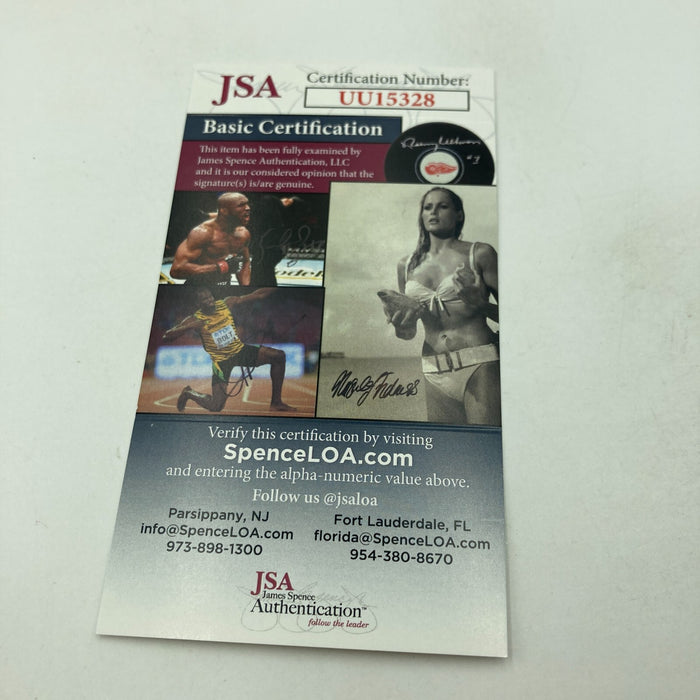 JSA
Certification Number:
UU15328
Basic Certification
This item has been fully examined by
James Spence Authentication, LLC
and it is our considered opinion that the
signature(s) is/are genuine.
#7
BOLT
Verify this certification by visiting
SpenceLOA.com
and entering the alpha-numeric value above.
Follow us @jsaloa
Parsippany, NJ
info@SpenceLOA.com
973-898-1300
Fort Lauderdale, FL
florida@SpenceLOA.com
954-380-8670
JSA
James Spence
Authentication™
follow the leader